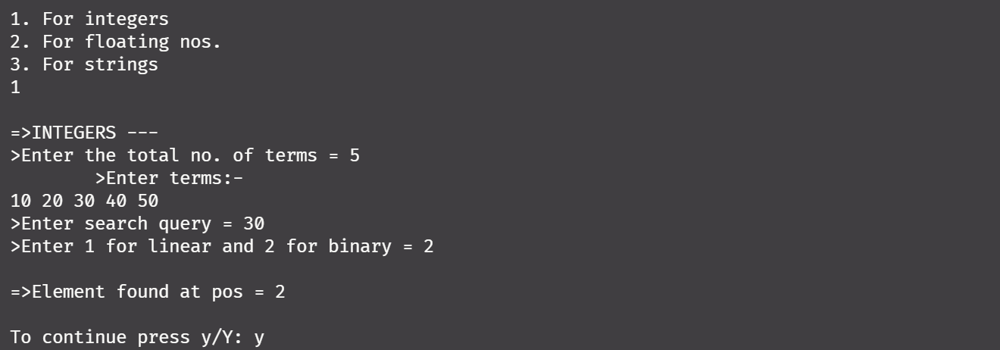 1. For integers
2. For floating nos.
3. For strings
1
=>INTEGERS ---
>Enter the total no. of terms = 5
>Enter terms:-
10 20 30 40 50
>Enter search query = 30
>Enter 1 for linear and 2 for binary = 2
=>Element found at pos = 2
To continue press y/Y: y